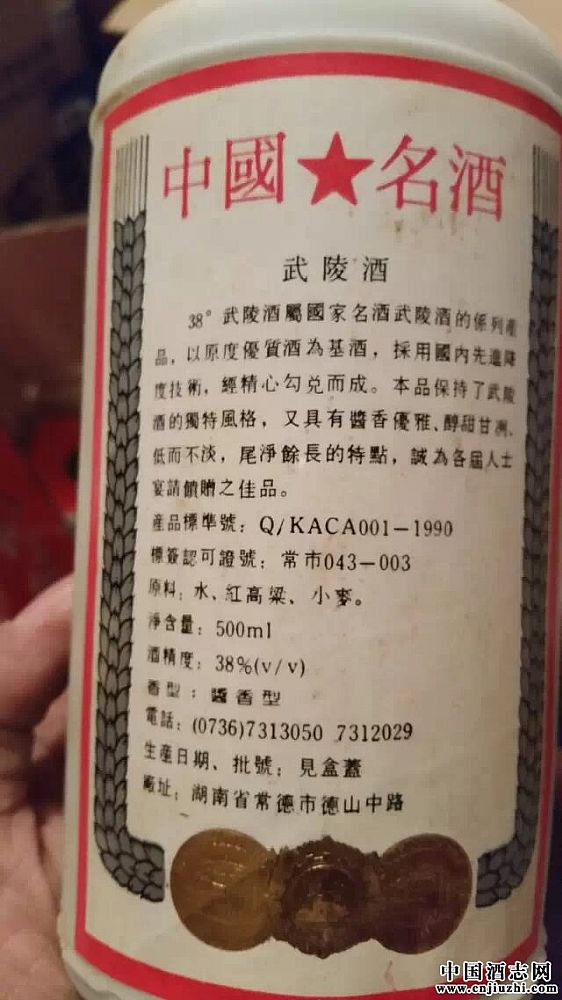 中國★名酒
武陵酒
38°武陵酒屬國家名酒武陵酒的係列產
品，以原度優質酒為基酒，採用國內先進降
度技術，經精心勾兑而成。本品保持了武陵
酒的獨特風格，又具有醬香優雅、醇甜甘冽、
低而不淡，尾淨餘長的特點，誠為各屆人士
宴請饋贈之佳品。
産品標準號：Q/KACA001—1990
標簽認可證號：常市043—003
原料：水、紅高粱、小麥。
淨含量：500ml
酒精度：38%(v/v)
香型：醬香型
電話：(0736)7313050 7312029
生産日期、批號：見盒蓋
廠址：湖南省常德市德山中路
中国酒志网
www.cnjiuzhi.com